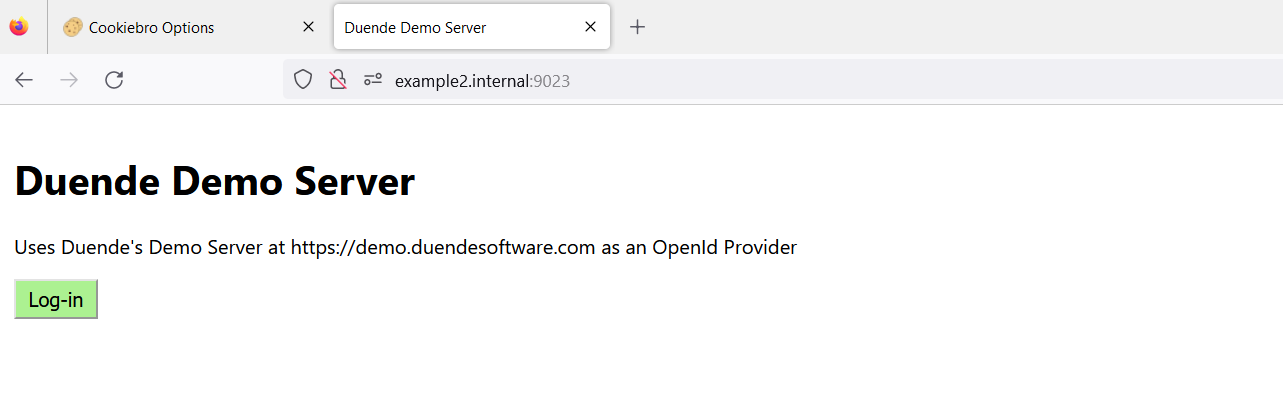 Cookiebro Options
Duende Demo Server
example2.internal:9023
Duende Demo Server
Uses Duende's Demo Server at https://demo.duendesoftware.com as an OpenId Provider
Log-in